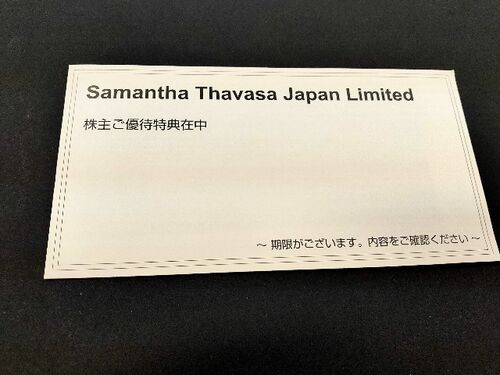 Samantha Thavasa Japan Limited
株主ご優待特典在中
～ 期限がございます。内容をご確認ください ～